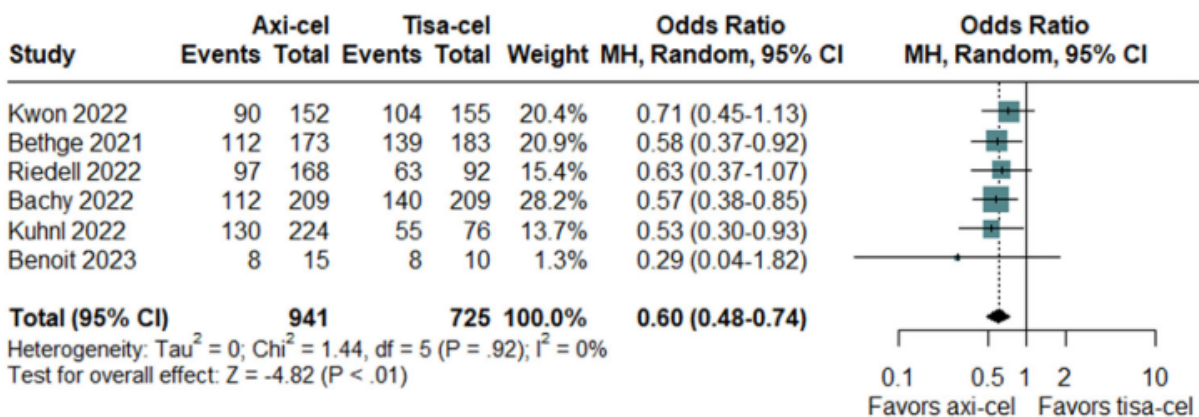 Axi-cel Tisa-cel Odds Ratio Odds Ratio
Study Events Total Events Total Weight MH, Random, 95% CI MH, Random, 95% CI
Kwon 2022 90 152 104 155 20.4% 0.71 (0.45-1.13)
Bethge 2021 112 173 139 183 20.9% 0.58 (0.37-0.92)
Riedell 2022 97 168 63 92 15.4% 0.63 (0.37-1.07)
Bachy 2022 112 209 140 209 28.2% 0.57 (0.38-0.85)
Kuhnl 2022 130 224 55 76 13.7% 0.53 (0.30-0.93)
Benoit 2023 8 15 8 10 1.3% 0.29 (0.04-1.82)
Total (95% CI) 941 725 100.0% 0.60 (0.48-0.74)
Heterogeneity: Tau² = 0; Chi² = 1.44, df = 5 (P = .92); I² = 0%
Test for overall effect: Z = -4.82 (P < .01)
0.1 0.5 1 2 10
Favors axi-cel Favors tisa-cel